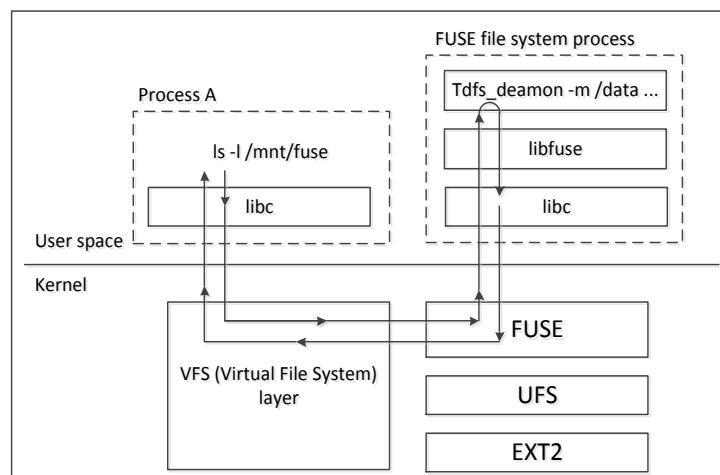 FUSE file system process
Tdfs_deamon -m /data ...
Process A
ls -l /mnt/fuse
libfuse
libc
libc
User space
Kernel
FUSE
VFS (Virtual File System)
layer
UFS
EXT2